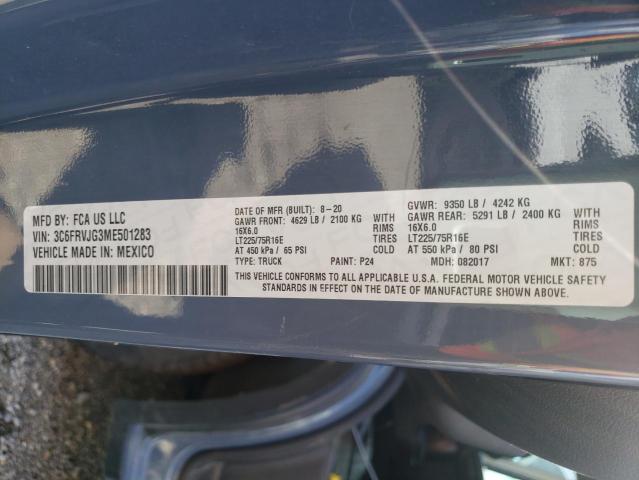 MFD BY: FCA US LLC
VIN: 3C6FRVJG3ME501283
VEHICLE MADE IN: MEXICO
DATE OF MFR (BUILT): 8-20
GAWR FRONT: 4629 LB / 2100 KG
16X6.0 WITH RIMS
LT225/75R16E TIRES
AT 450 kPa / 65 PSI
TYPE: TRUCK PAINT: P24
GVWR: 9350 LB / 4242 KG
GAWR REAR: 5291 LB / 2400 KG
16X6.0 WITH RIMS
LT225/75R16E TIRES
AT 550 kPa / 80 PSI
MDH: 082017 MKT: 875
THIS VEHICLE CONFORMS TO ALL APPLICABLE U.S.A. FEDERAL MOTOR VEHICLE SAFETY
STANDARDS IN EFFECT ON THE DATE OF MANUFACTURE SHOWN ABOVE.